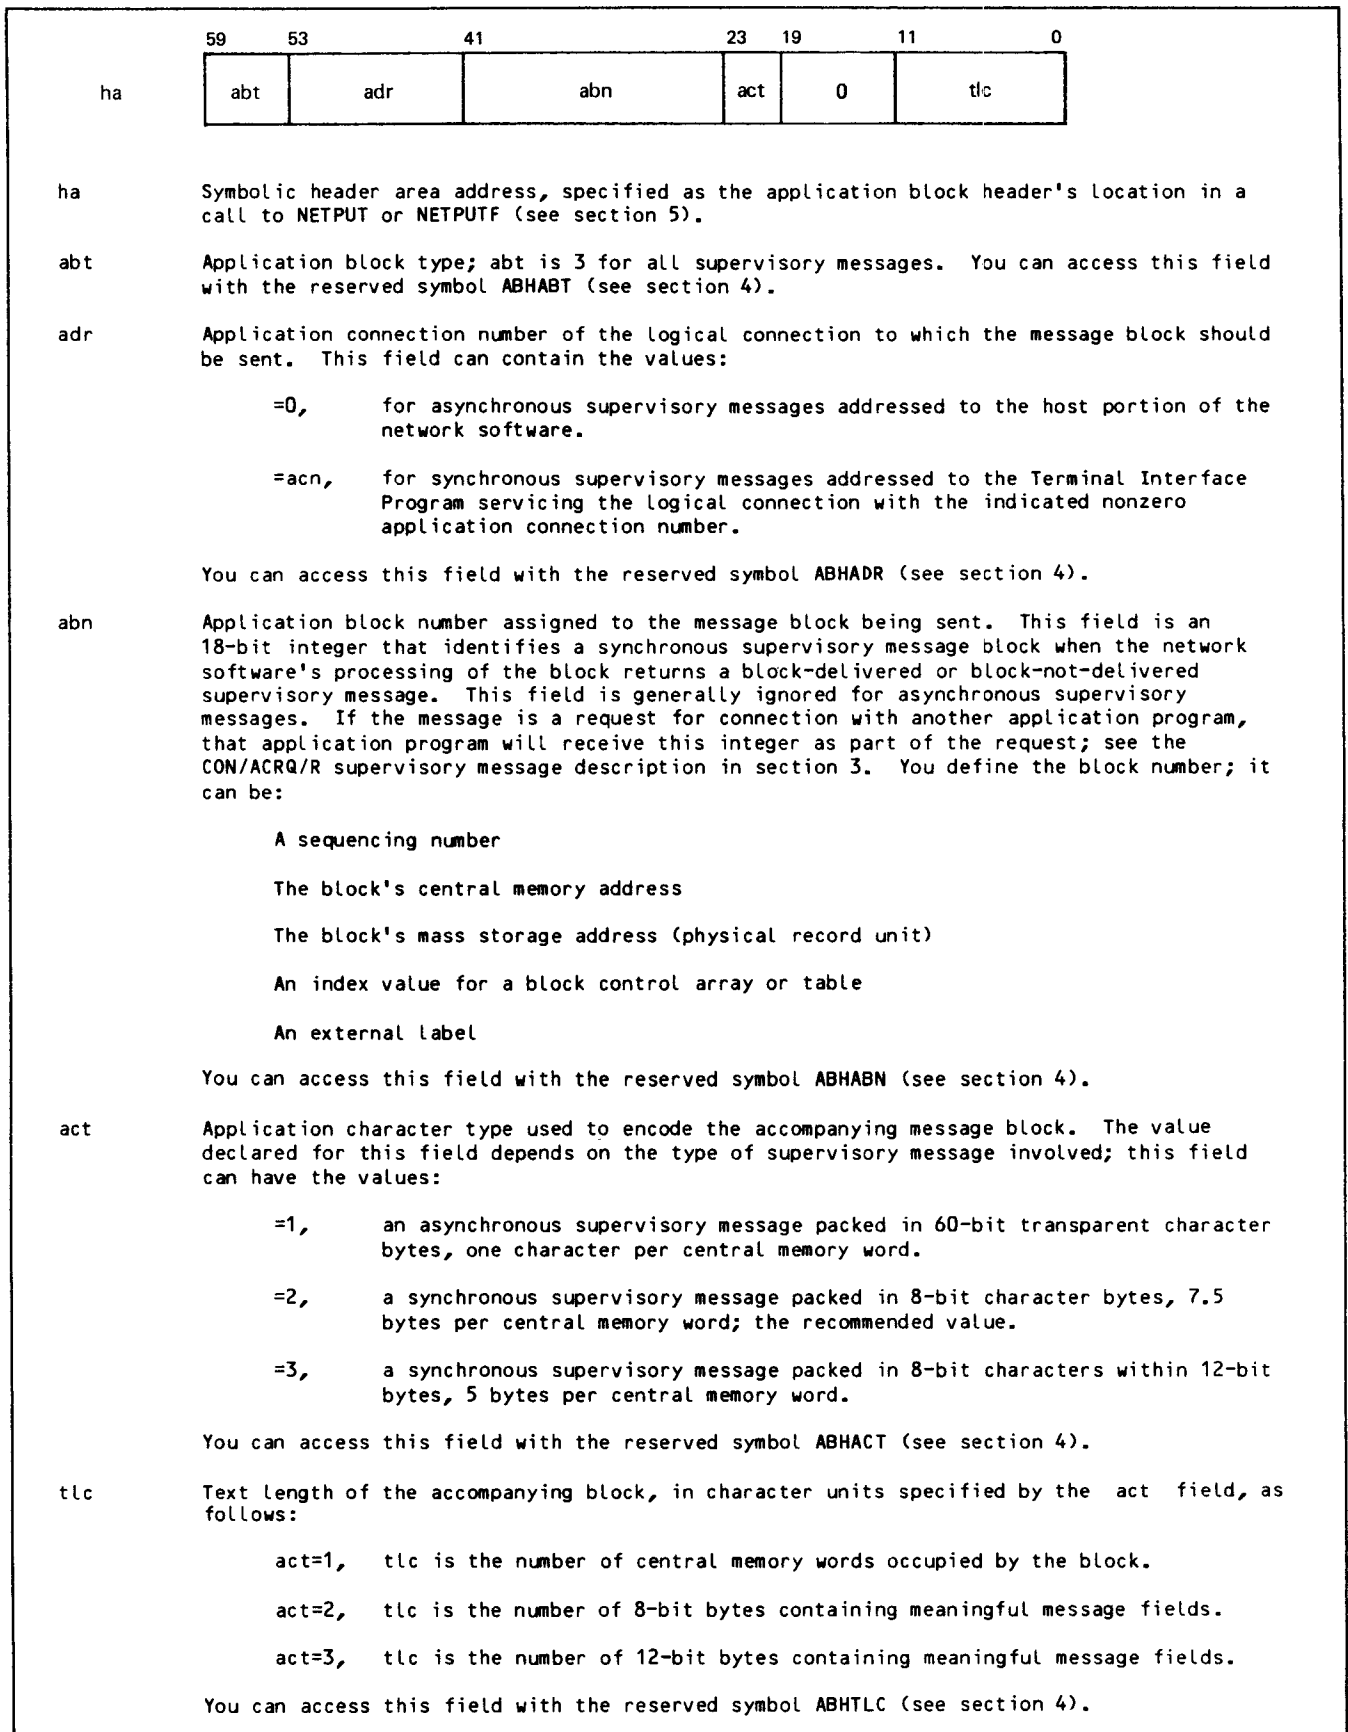 59 53 41 23 19 11 0
ha abt adr abn act 0 tlc
ha Symbolic header area address, specified as the application block header's location in a
call to NETPUT or NETPUTF (see section 5).
abt Application block type; abt is 3 for all supervisory messages. You can access this field
with the reserved symbol ABHABT (see section 4).
adr Application connection number of the logical connection to which the message block should
be sent. This field can contain the values:
=0, for asynchronous supervisory messages addressed to the host portion of the
network software.
=acn, for synchronous supervisory messages addressed to the Terminal Interface
Program servicing the logical connection with the indicated nonzero
application connection number.
You can access this field with the reserved symbol ABHADR (see section 4).
abn Application block number assigned to the message block being sent. This field is an
18-bit integer that identifies a synchronous supervisory message block when the network
software's processing of the block returns a block-delivered or block-not-delivered
supervisory message. This field is generally ignored for asynchronous supervisory
messages. If the message is a request for connection with another application program,
that application program will receive this integer as part of the request; see the
CON/ACRQ/R supervisory message description in section 3. You define the block number; it
can be:
A sequencing number
The block's central memory address
The block's mass storage address (physical record unit)
An index value for a block control array or table
An external label
You can access this field with the reserved symbol ABHABN (see section 4).
act Application character type used to encode the accompanying message block. The value
declared for this field depends on the type of supervisory message involved; this field
can have the values:
=1, an asynchronous supervisory message packed in 60-bit transparent character
bytes, one character per central memory word.
=2, a synchronous supervisory message packed in 8-bit character bytes, 7.5
bytes per central memory word; the recommended value.
=3, a synchronous supervisory message packed in 8-bit characters within 12-bit
bytes, 5 bytes per central memory word.
You can access this field with the reserved symbol ABHACT (see section 4).
tlc Text length of the accompanying block, in character units specified by the act field, as
follows:
act=1, tlc is the number of central memory words occupied by the block.
act=2, tlc is the number of 8-bit bytes containing meaningful message fields.
act=3, tlc is the number of 12-bit bytes containing meaningful message fields.
You can access this field with the reserved symbol ABHTLC (see section 4).